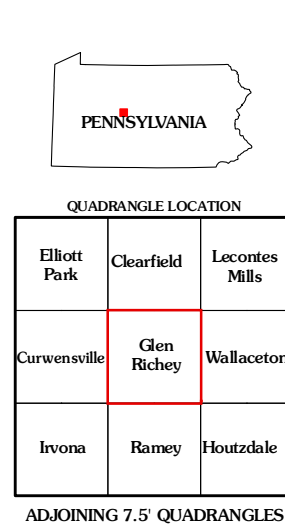 PENNSYLVANIA
QUADRANGLE LOCATION
Elliott
Park
Clearfield
Lecontes
Mills
Curwensville
Glen
Richey
Wallaceton
Irvona
Ramey
Houtzdale
ADJOINING 7.5' QUADRANGLES